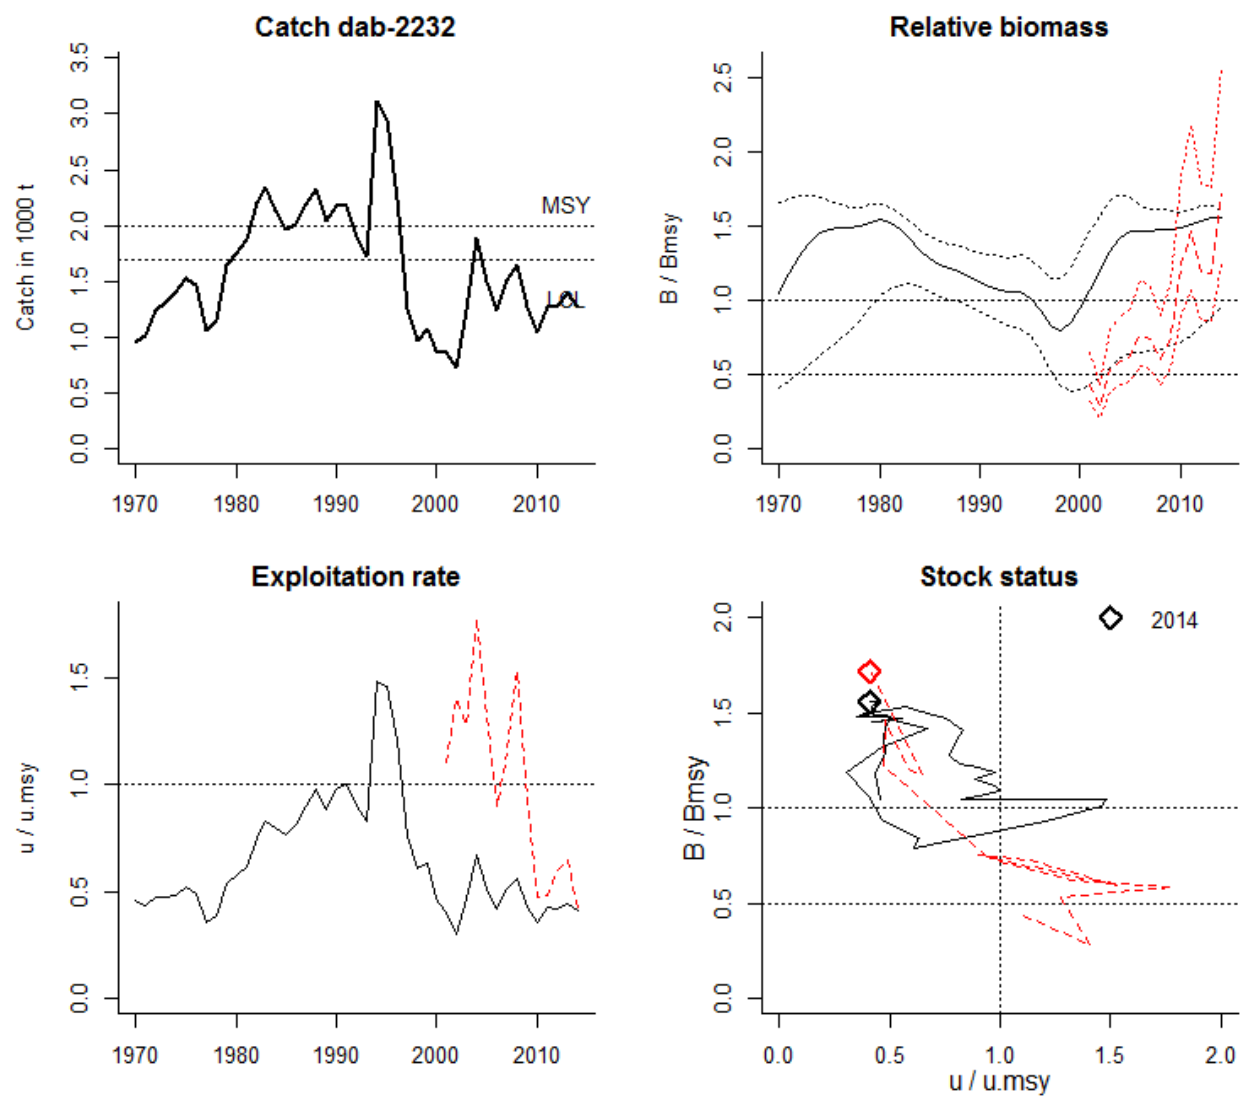 Catch dab-2232
Catch in 1000 t
3.5
3.0
2.5
2.0
1.5
1.0
0.5
0.0
MSY
LCL
1970 1980 1990 2000 2010
Relative biomass
B / Bmsy
2.5
2.0
1.5
1.0
0.5
0.0
1970 1980 1990 2000 2010
Exploitation rate
u / u.msy
1.5
1.0
0.5
0.0
1970 1980 1990 2000 2010
Stock status
2014
B / Bmsy
2.0
1.5
1.0
0.5
0.0
0.0 0.5 1.0 1.5 2.0
u / u.msy